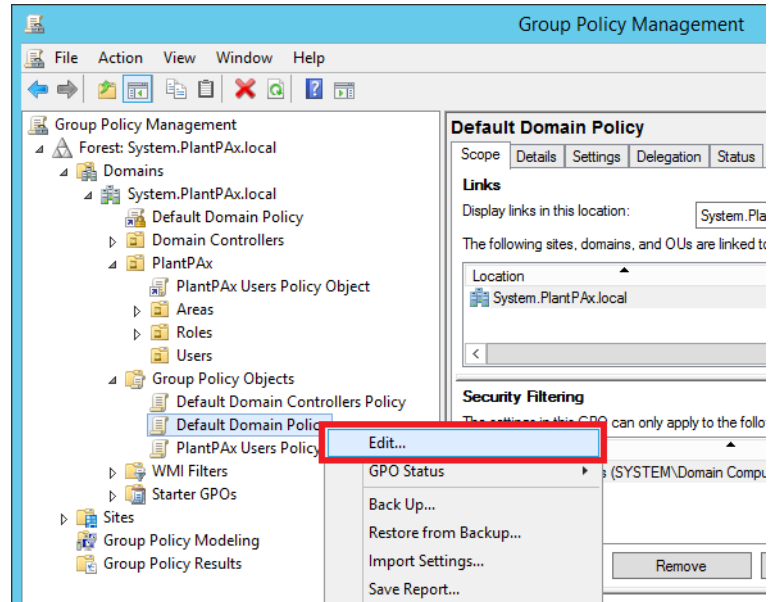 Group Policy Management
File Action View Window Help
Group Policy Management
Forest: System.PlantPAx.local
Domains
System.PlantPAx.local
Default Domain Policy
Domain Controllers
PlantPAx
PlantPAx Users Policy Object
Areas
Roles
Users
Group Policy Objects
Default Domain Controllers Policy
Default Domain Polic
PlantPAx Users Policy
WMI Filters
Starter GPOs
Sites
Group Policy Modeling
Group Policy Results
Default Domain Policy
Scope Details Settings Delegation Status
Links
Display links in this location: System.Pla
The following sites, domains, and OUs are linked to
Location
System.PlantPAx.local
Security Filtering
The settings in this GPO can only apply to the follo
s (SYSTEM\Domain Compu
Remove
Edit...
GPO Status
Back Up...
Restore from Backup...
Import Settings...
Save Report...